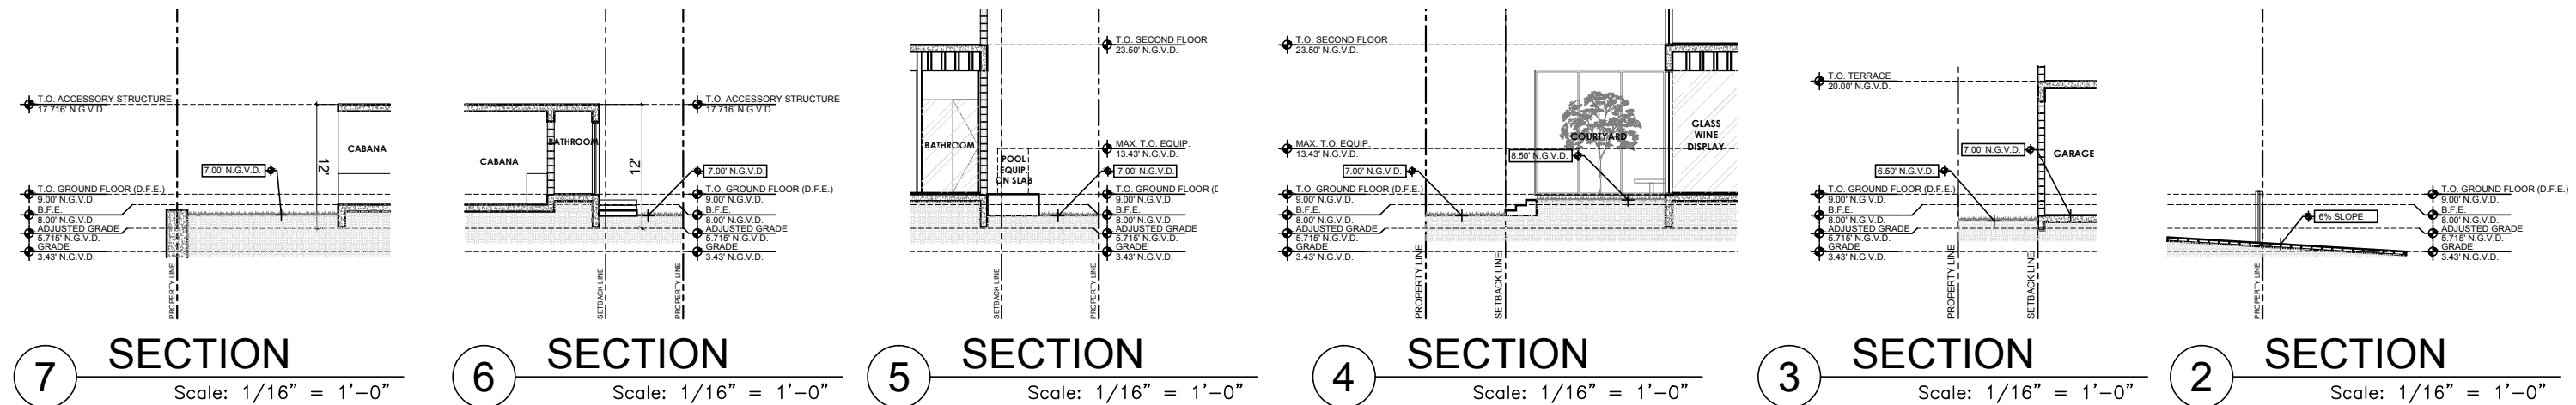 T.O. ACCESSORY STRUCTURE
17.716' N.G.V.D.
CABANA
12'
7.00' N.G.V.D.
T.O. GROUND FLOOR (D.F.E.)
9.00' N.G.V.D.
B.F.E.
8.00' N.G.V.D.
ADJUSTED GRADE
5.715' N.G.V.D.
GRADE
3.43' N.G.V.D.
PROPERTY LINE
7
SECTION
Scale: 1/16" = 1'-0"
T.O. ACCESSORY STRUCTURE
17.716' N.G.V.D.
BATHROOM
CABANA
12'
7.00' N.G.V.D.
T.O. GROUND FLOOR (D.F.E.)
9.00' N.G.V.D.
B.F.E.
8.00' N.G.V.D.
ADJUSTED GRADE
5.715' N.G.V.D.
GRADE
3.43' N.G.V.D.
SETBACK LINE
PROPERTY LINE
6
SECTION
Scale: 1/16" = 1'-0"
T.O. SECOND FLOOR
23.50' N.G.V.D.
BATHROOM
POOL
EQUIP.
ON SLAB
MAX. T.O. EQUIP.
13.43' N.G.V.D.
7.00' N.G.V.D.
T.O. GROUND FLOOR (D
9.00' N.G.V.D.
B.F.E.
8.00' N.G.V.D.
ADJUSTED GRADE
5.715' N.G.V.D.
GRADE
3.43' N.G.V.D.
SETBACK LINE
PROPERTY LINE
5
SECTION
Scale: 1/16" = 1'-0"
T.O. SECOND FLOOR
23.50' N.G.V.D.
COURTYARD
GLASS
WINE
DISPLAY
MAX. T.O. EQUIP.
13.43' N.G.V.D.
8.50' N.G.V.D.
7.00' N.G.V.D.
T.O. GROUND FLOOR (D.F.E.)
9.00' N.G.V.D.
B.F.E.
8.00' N.G.V.D.
ADJUSTED GRADE
5.715' N.G.V.D.
GRADE
3.43' N.G.V.D.
PROPERTY LINE
SETBACK LINE
4
SECTION
Scale: 1/16" = 1'-0"
T.O. TERRACE
20.00' N.G.V.D.
7.00' N.G.V.D.
GARAGE
6.50' N.G.V.D.
T.O. GROUND FLOOR (D.F.E.)
9.00' N.G.V.D.
B.F.E.
8.00' N.G.V.D.
ADJUSTED GRADE
5.715' N.G.V.D.
GRADE
3.43' N.G.V.D.
PROPERTY LINE
SETBACK LINE
3
SECTION
Scale: 1/16" = 1'-0"
T.O. GROUND FLOOR (D.F.E.)
9.00' N.G.V.D.
B.F.E.
8.00' N.G.V.D.
6% SLOPE
ADJUSTED GRADE
5.715' N.G.V.D.
GRADE
3.43' N.G.V.D.
PROPERTY LINE
2
SECTION
Scale: 1/16" = 1'-0"